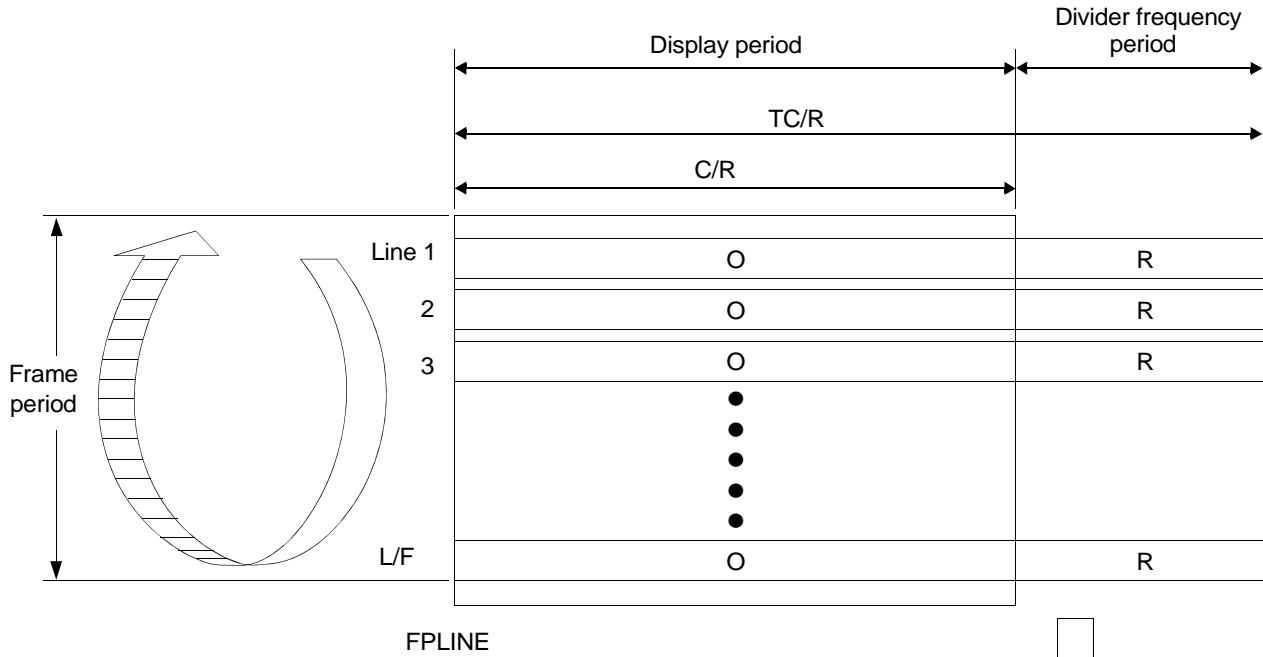 Display period
Divider frequency
period
TC/R
C/R
Line 1
O
R
2
O
R
3
O
R
Frame
period
L/F
O
R
FPLINE